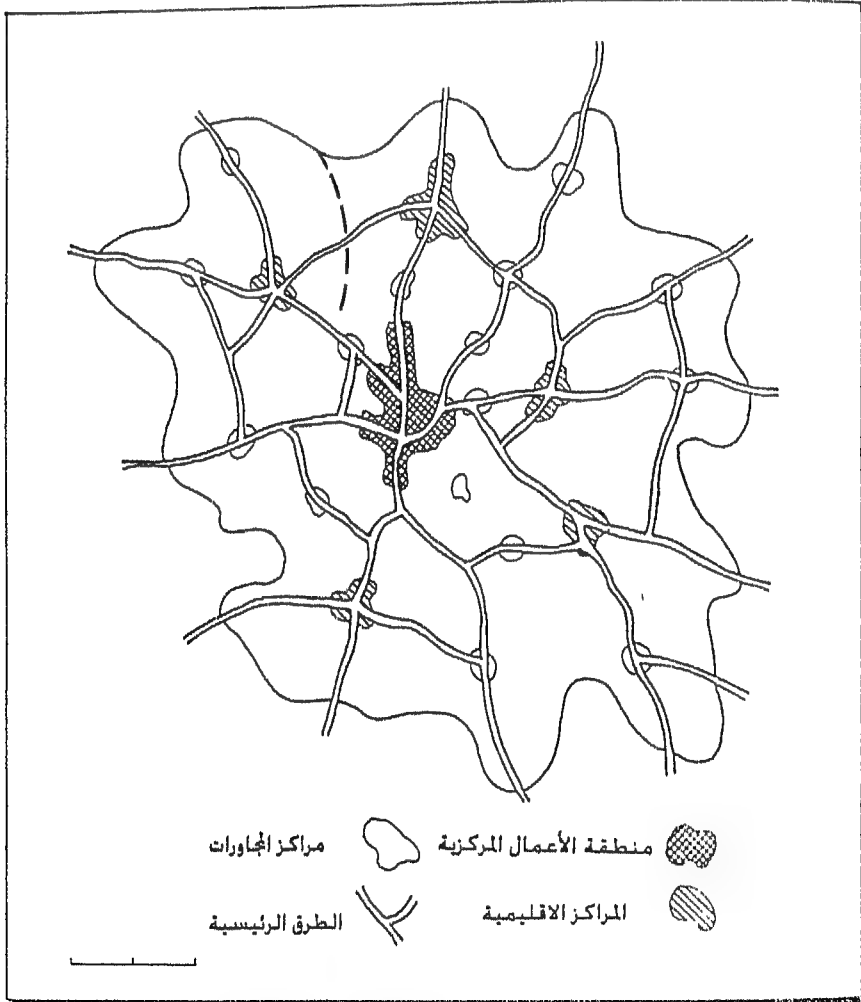 منطقة الأعمال المركزية
مراكز المجاورات
المراكز الاقليمية
الطرق الرئيسية